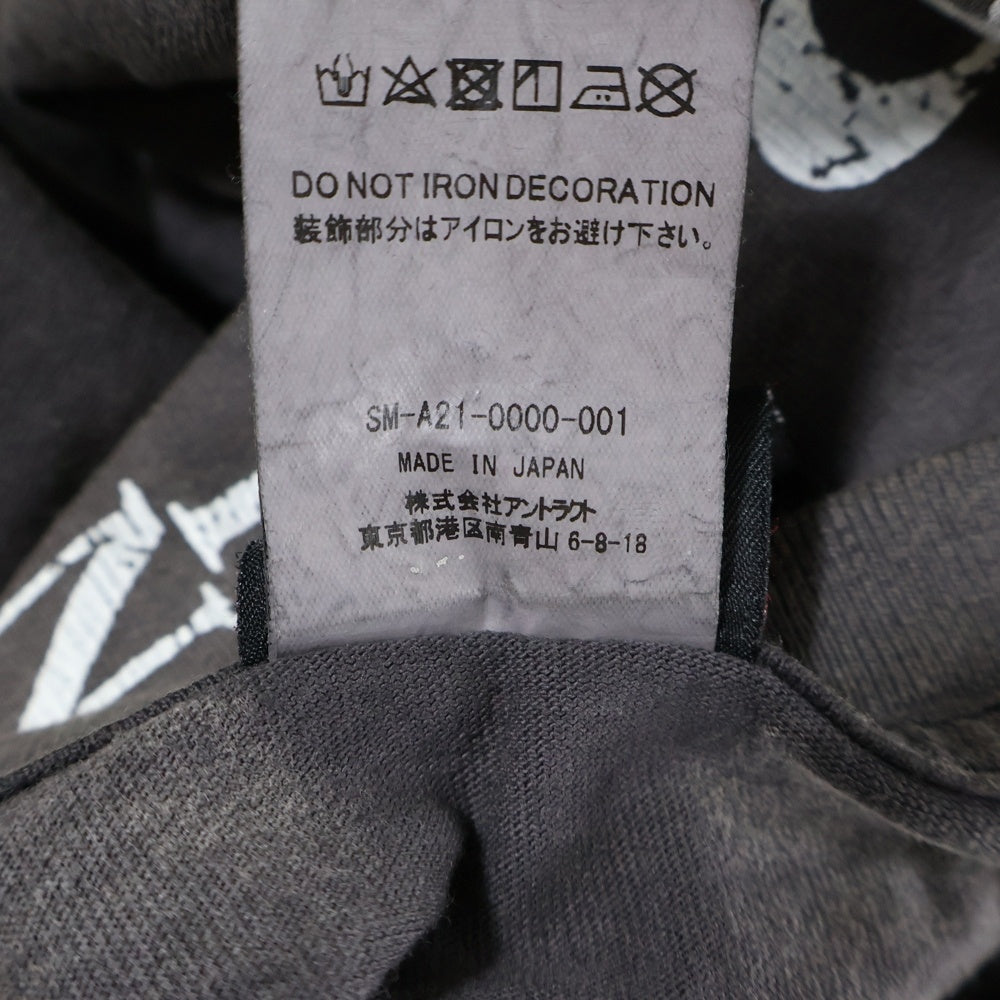 DO NOT IRON DECORATION
装飾部分はアイロンをお避け下さい。
SM-A21-0000-001
MADE IN JAPAN
株式会社アントラクト
東京都港区南青山 6-8-18